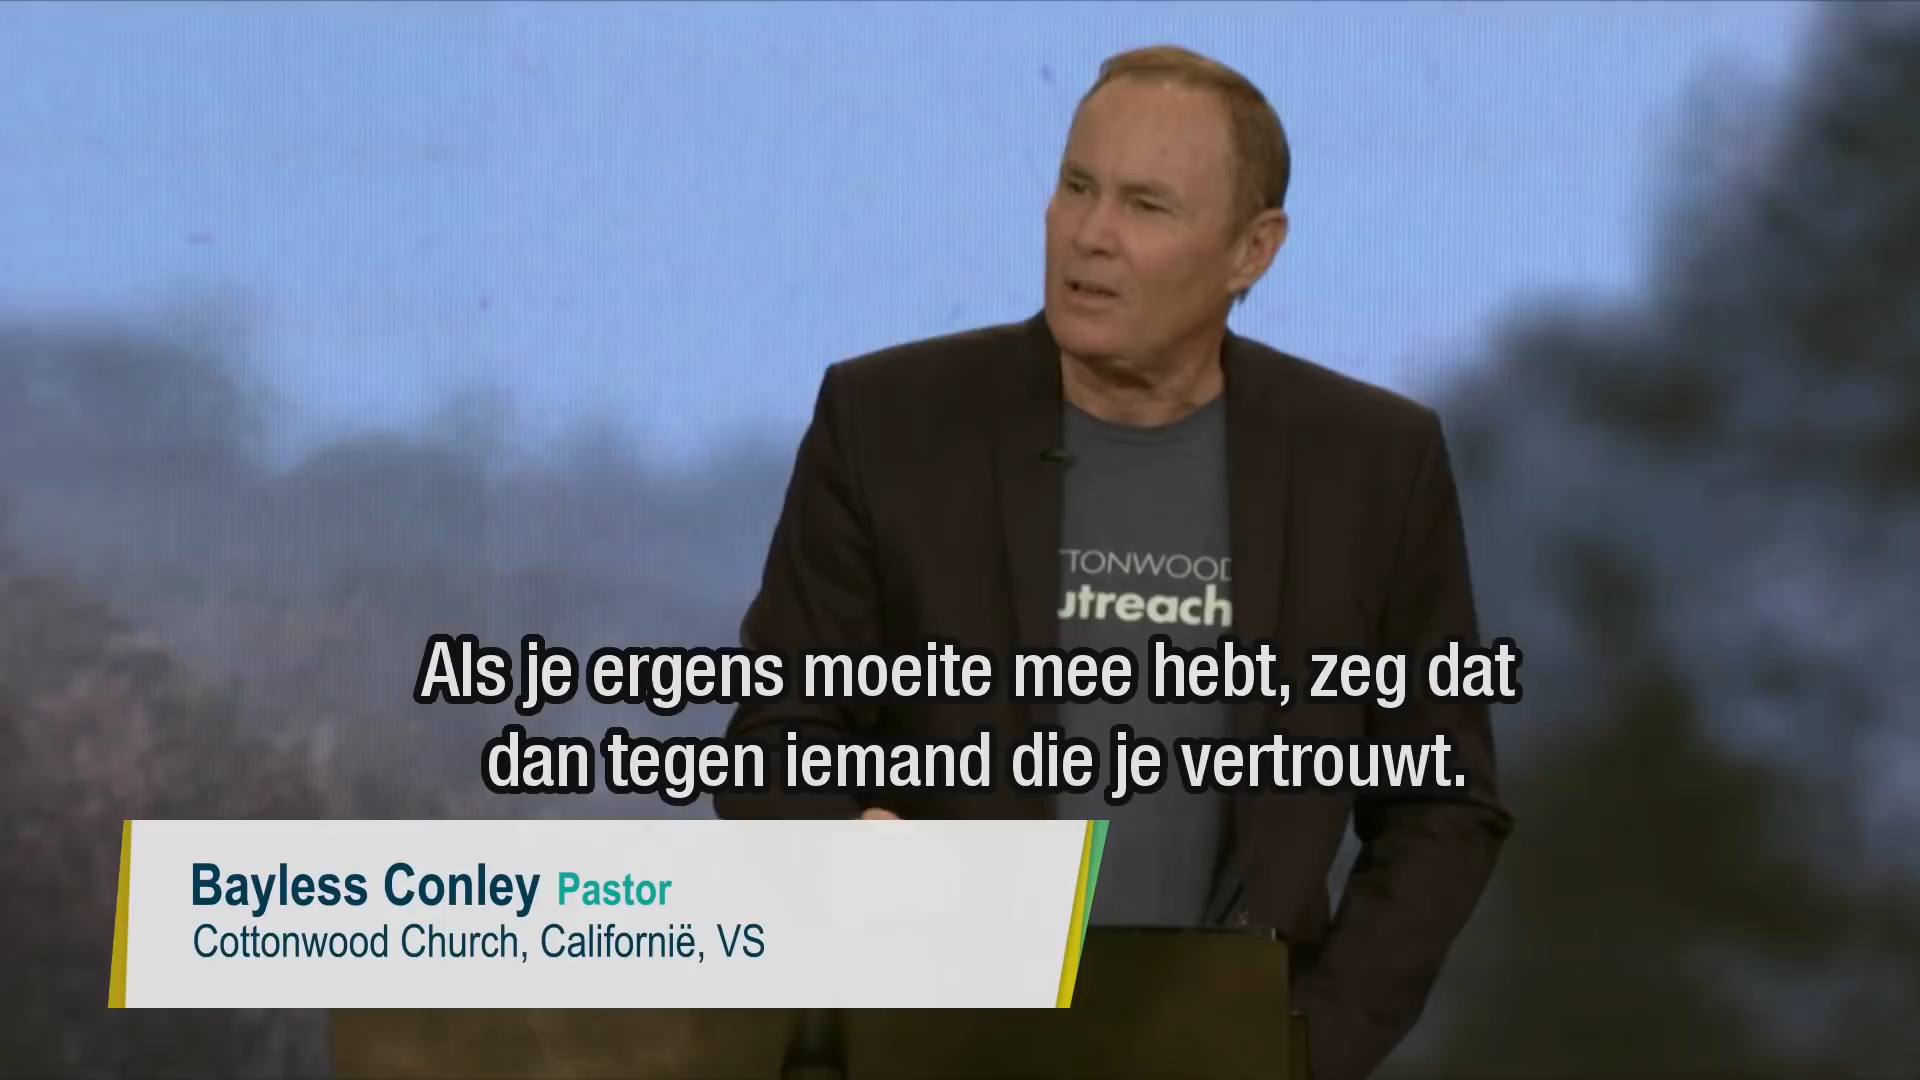 TTONWOOD
utreach
Als je ergens moeite mee hebt, zeg dat
dan tegen iemand die je vertrouwt.
Bayless Conley Pastor
Cottonwood Church, Californië, VS